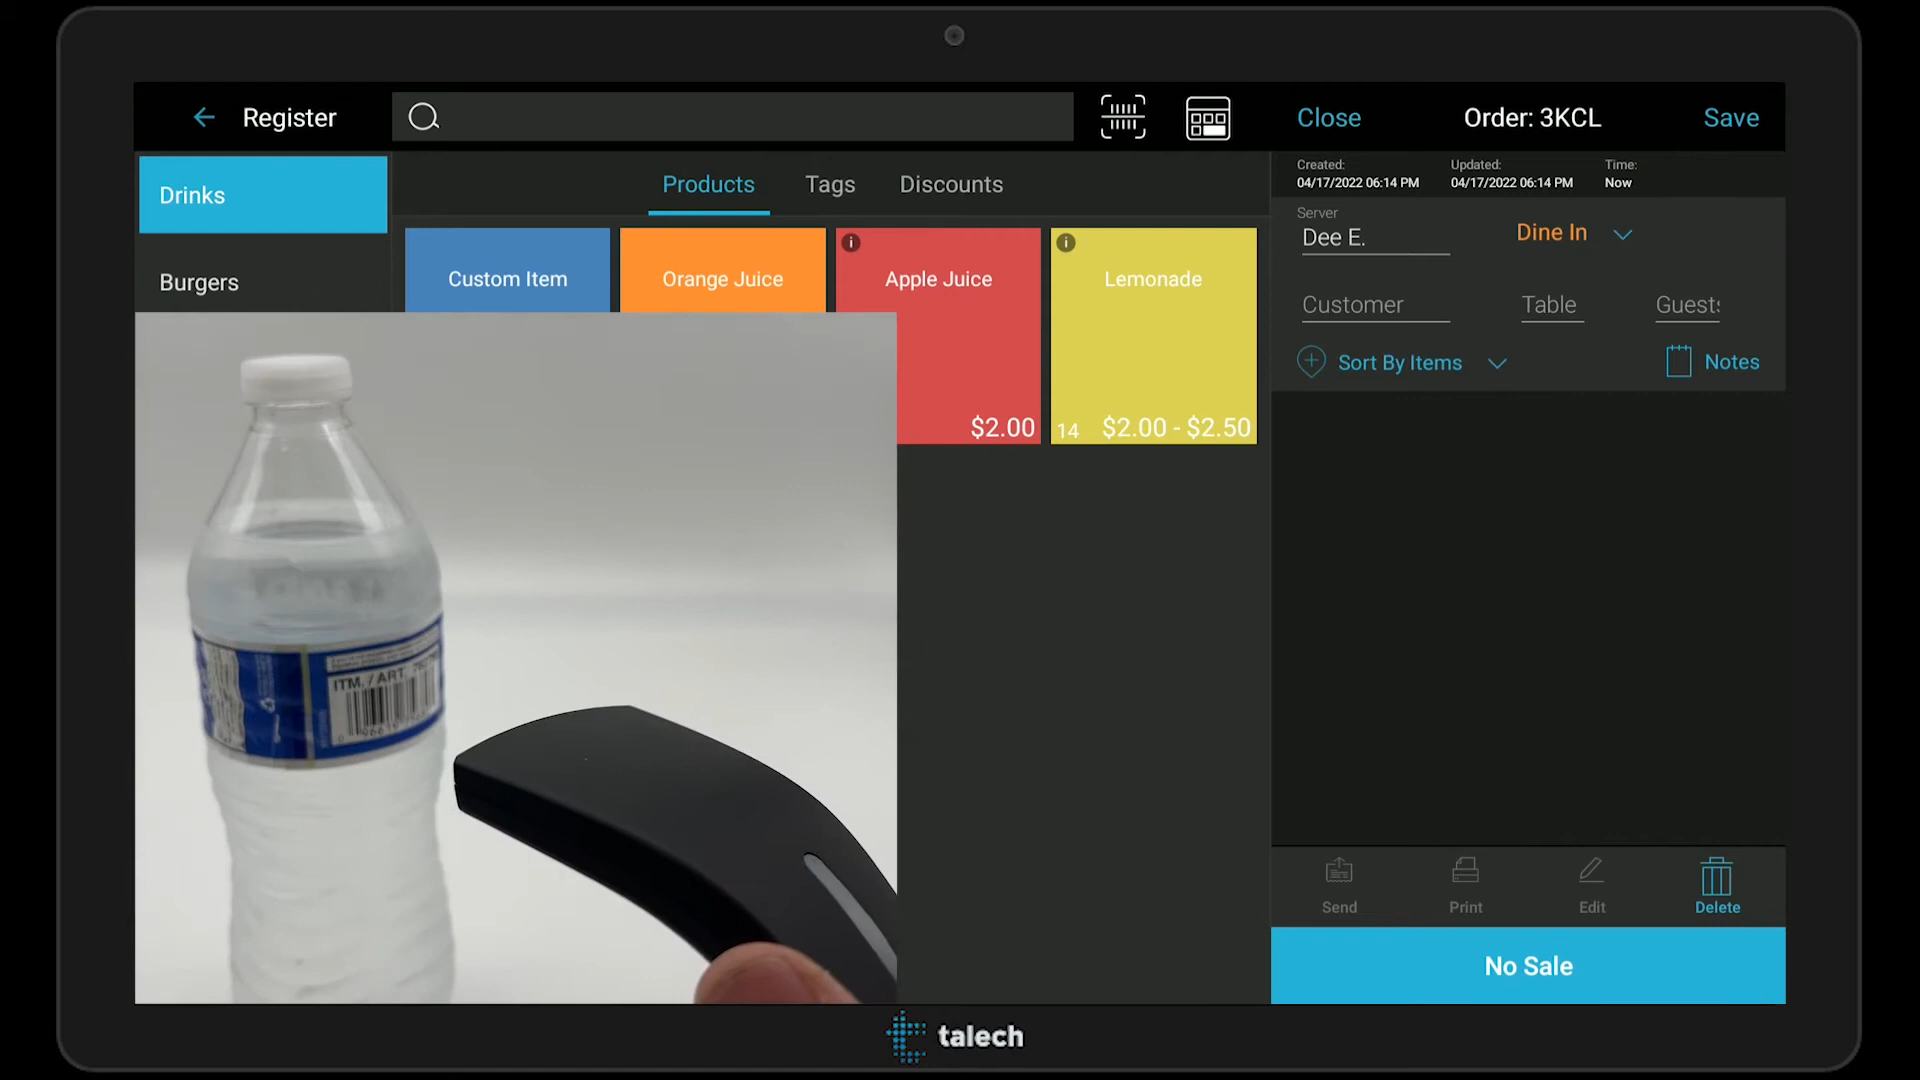 Register
Close
Order: 3KCL
Save
Drinks
Burgers
Products
Tags
Discounts
Custom Item
Orange Juice
Apple Juice
$2.00
Lemonade
14
$2.00 - $2.50
Created:
04/17/2022 06:14 PM
Updated:
04/17/2022 06:14 PM
Time:
Now
Server
Dee E.
Dine In
Customer
Table
Guest
Sort By Items
Notes
ITM. / ART.
Send
Print
Edit
Delete
No Sale
talech